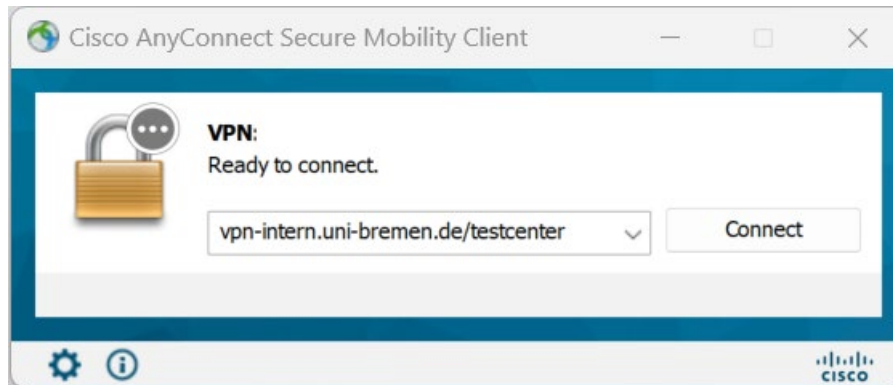 Cisco AnyConnect Secure Mobility Client
VPN:
Ready to connect.
vpn-intern.uni-bremen.de/testcenter
Connect
CISCO